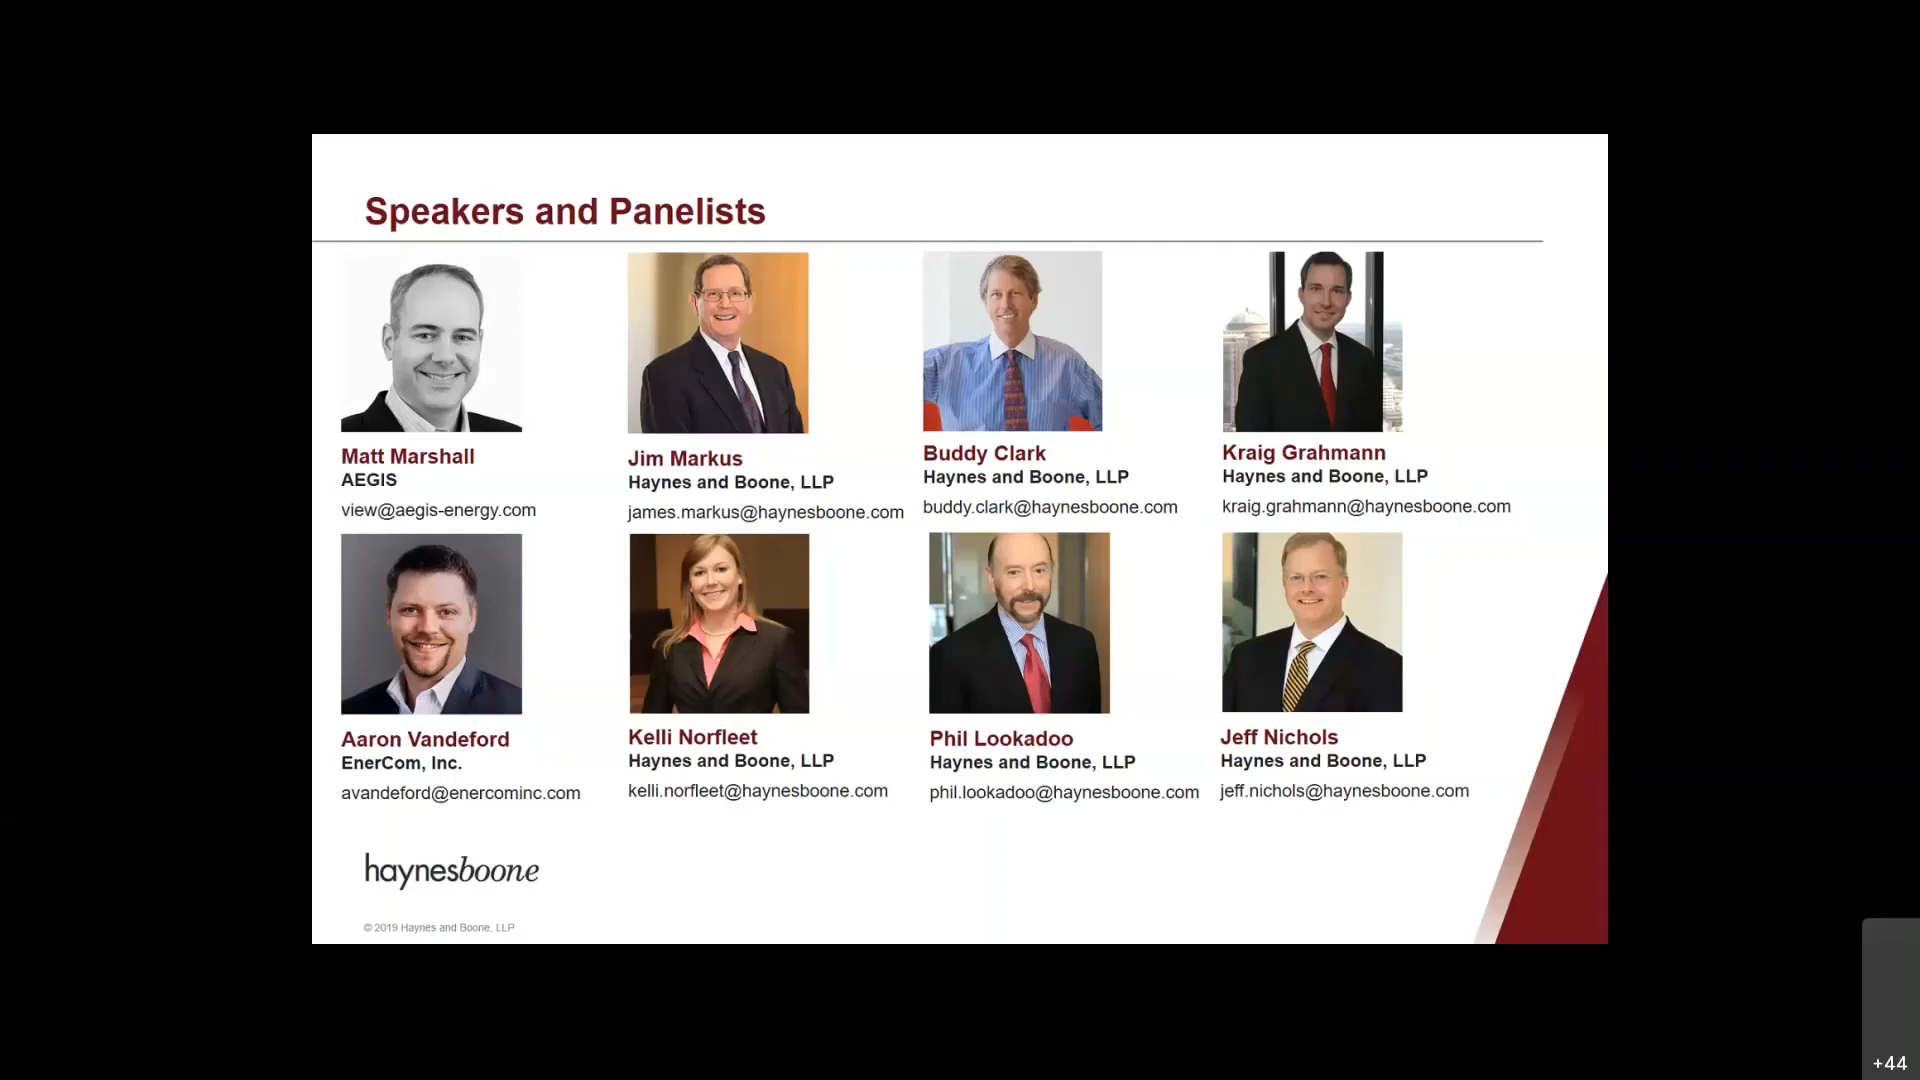 Speakers and Panelists
Matt Marshall
AEGIS
view@aegis-energy.com
Jim Markus
Haynes and Boone, LLP
james.markus@haynesboone.com
Buddy Clark
Haynes and Boone, LLP
buddy.clark@haynesboone.com
Kraig Grahmann
Haynes and Boone, LLP
kraig.grahmann@haynesboone.com
Aaron Vandeford
EnerCom, Inc.
avandeford@enercominc.com
Kelli Norfleet
Haynes and Boone, LLP
kelli.norfleet@haynesboone.com
Phil Lookadoo
Haynes and Boone, LLP
phil.lookadoo@haynesboone.com
Jeff Nichols
Haynes and Boone, LLP
jeff.nichols@haynesboone.com
haynesboone
© 2019 Haynes and Boone, LLP
+44